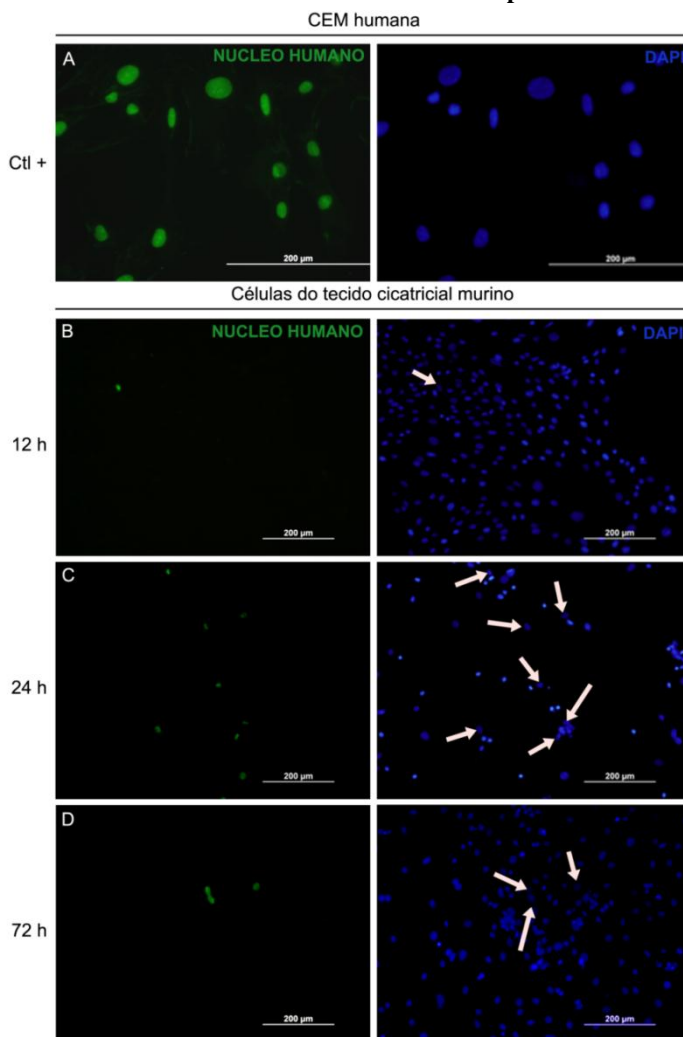 CEM humana
A
NUCLEO HUMANO
DAPI
Ctl +
200 µm
200 µm
Células do tecido cicatricial murino
B
NUCLEO HUMANO
DAPI
12 h
200 µm
200 µm
C
24 h
200 µm
200 µm
D
72 h
200 µm
200 µm